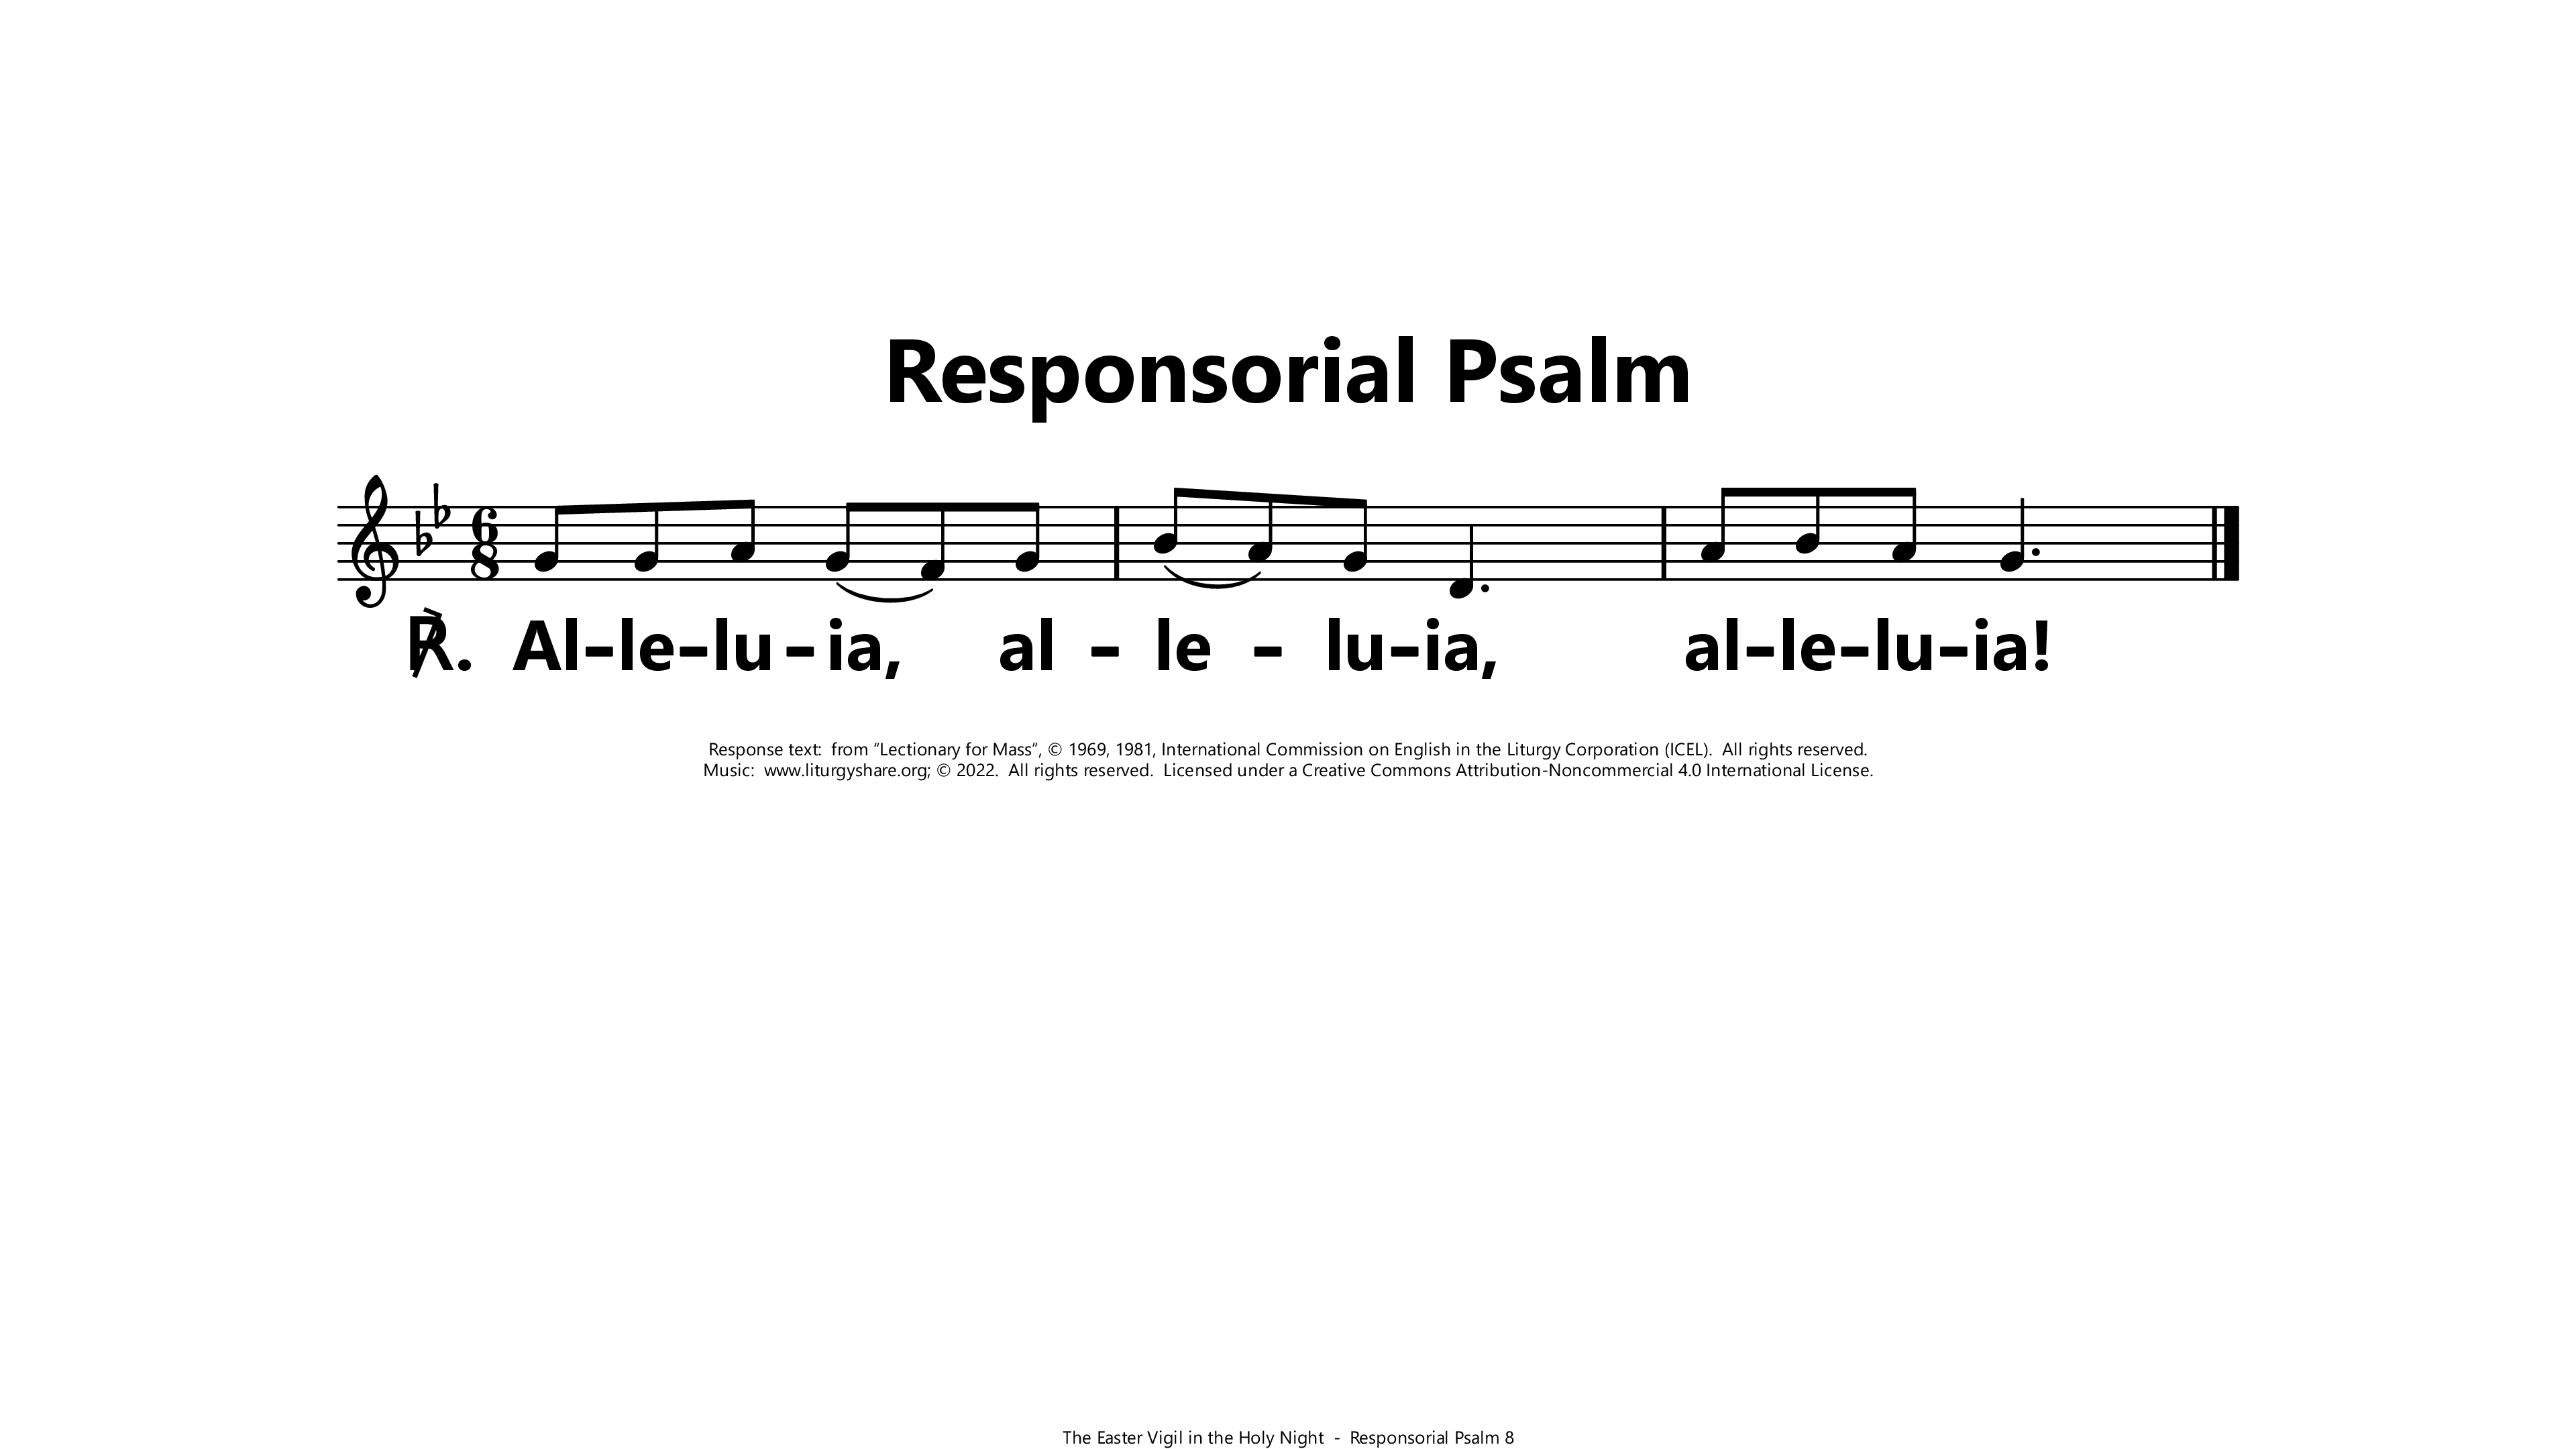 Responsorial Psalm
6
8
℟. Al-le-lu-ia, al - le - lu-ia, al-le-lu-ia!
Response text: from “Lectionary for Mass”, © 1969, 1981, International Commission on English in the Liturgy Corporation (ICEL). All rights reserved.
Music: www.liturgyshare.org; © 2022. All rights reserved. Licensed under a Creative Commons Attribution-Noncommercial 4.0 International License.
The Easter Vigil in the Holy Night - Responsorial Psalm 8